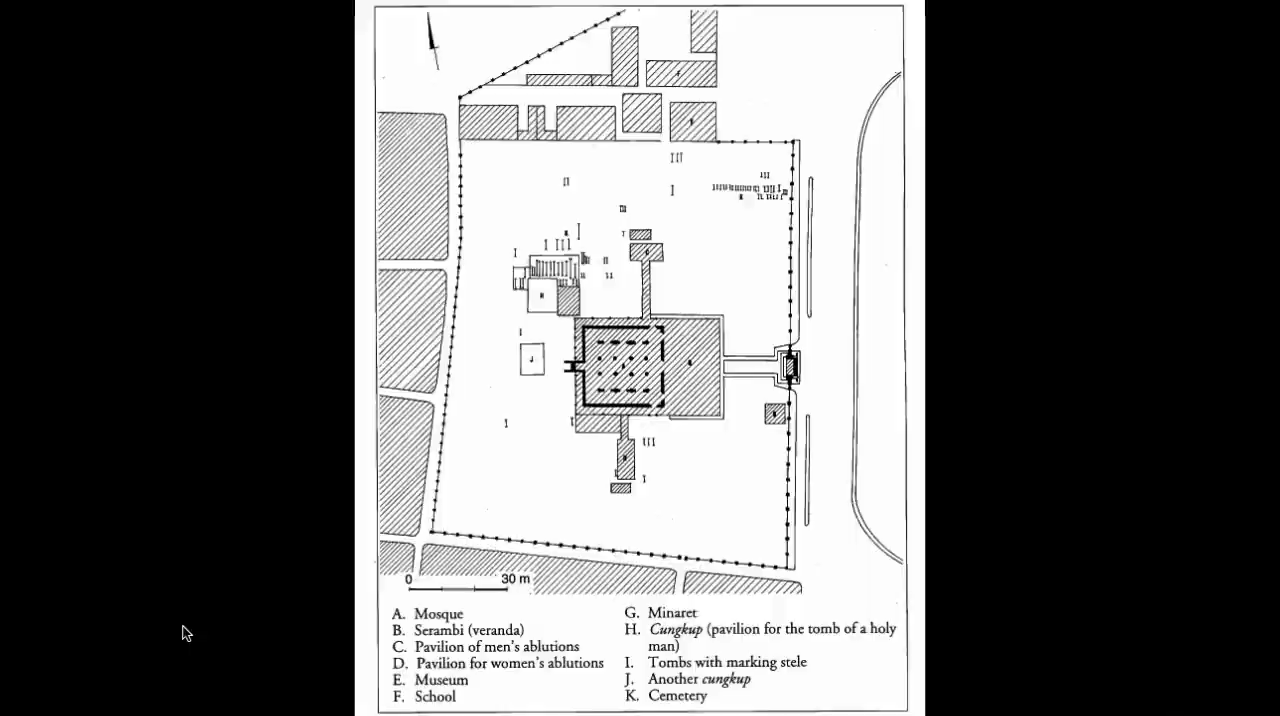 0 30 m
A. Mosque
B. Serambi (veranda)
C. Pavilion of men's ablutions
D. Pavilion for women's ablutions
E. Museum
F. School
G. Minaret
H. Cungkup (pavilion for the tomb of a holy
man)
I. Tombs with marking stele
J. Another cungkup
K. Cemetery